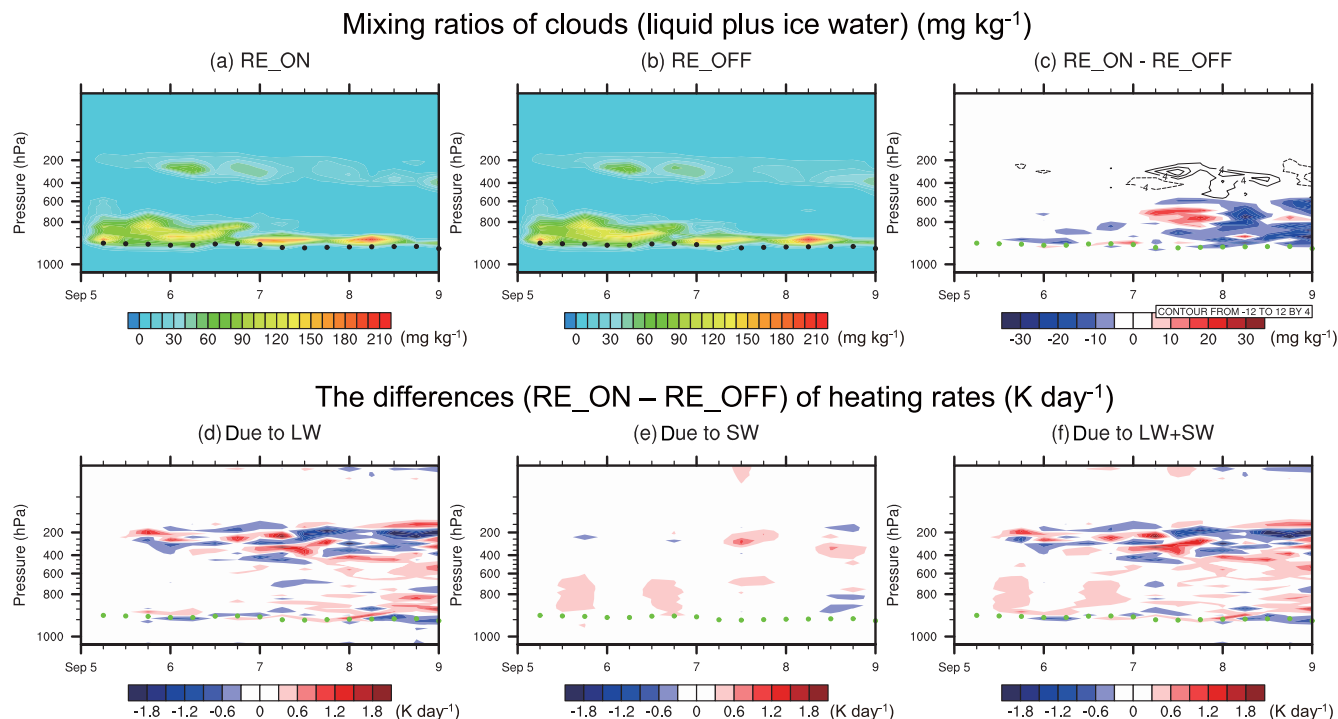 Mixing ratios of clouds (liquid plus ice water) (mg kg⁻¹)
(a) RE_ON
(b) RE_OFF
(c) RE_ON - RE_OFF
Pressure (hPa)
200
400
600
800
1000
Sep 5
6
7
8
9
Pressure (hPa)
200
400
600
800
1000
Sep 5
6
7
8
9
Pressure (hPa)
200
400
600
800
1000
Sep 5
6
7
8
9
4
4
-4
4
CONTOUR FROM -12 TO 12 BY 4
0 30 60 90 120 150 180 210 (mg kg⁻¹)
0 30 60 90 120 150 180 210 (mg kg⁻¹)
-30 -20 -10 0 10 20 30 (mg kg⁻¹)
The differences (RE_ON – RE_OFF) of heating rates (K day⁻¹)
(d) Due to LW
(e) Due to SW
(f) Due to LW+SW
Pressure (hPa)
200
400
600
800
1000
Sep 5
6
7
8
9
Pressure (hPa)
200
400
600
800
1000
Sep 5
6
7
8
9
Pressure (hPa)
200
400
600
800
1000
Sep 5
6
7
8
9
-1.8 -1.2 -0.6 0 0.6 1.2 1.8 (K day⁻¹)
-1.8 -1.2 -0.6 0 0.6 1.2 1.8 (K day⁻¹)
-1.8 -1.2 -0.6 0 0.6 1.2 1.8 (K day⁻¹)